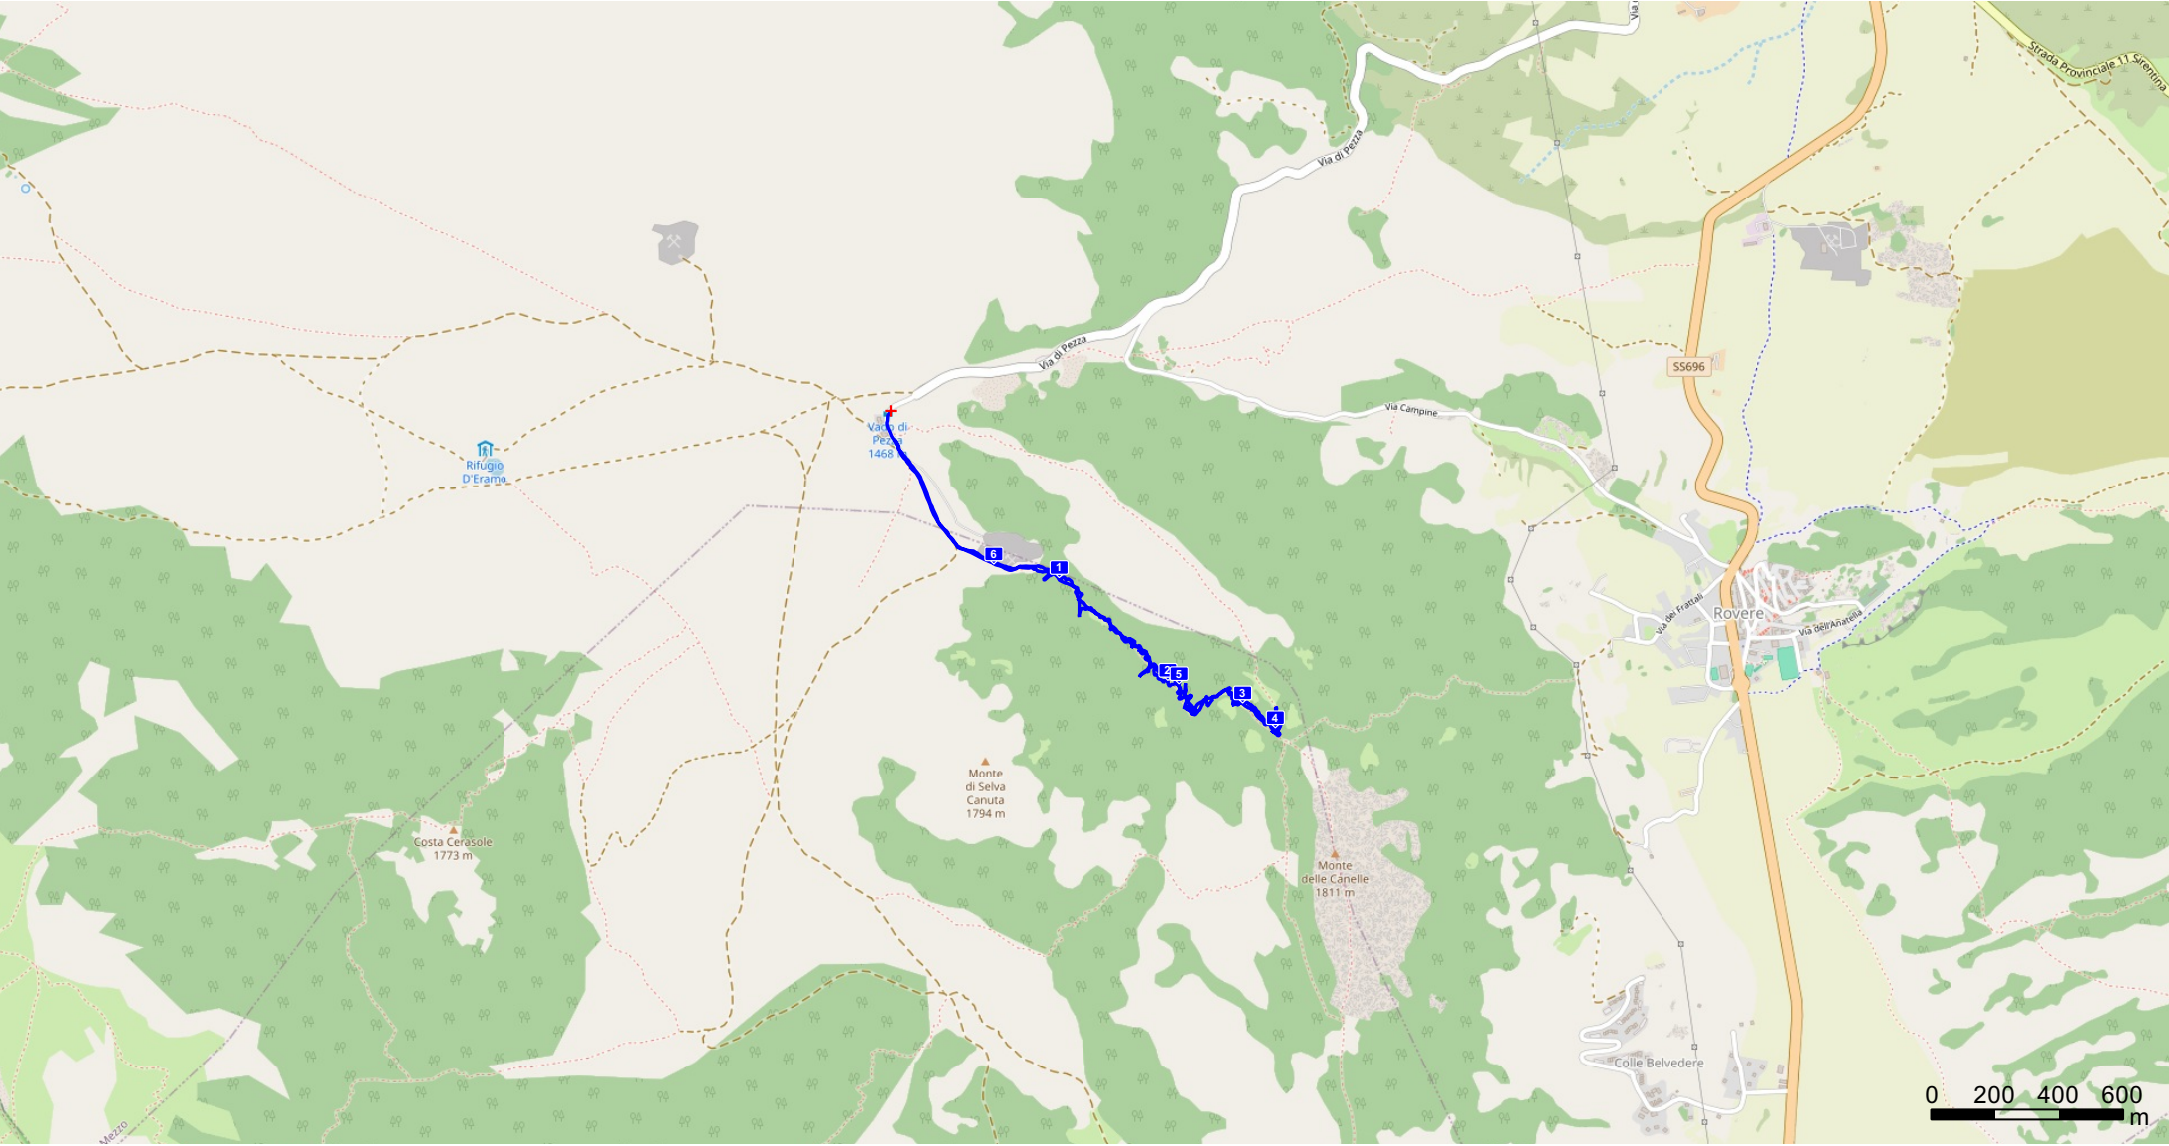 Via d
Strada Provinciale 11 Sirentina
Via di Pezza
Via di Pezza
SS696
Via Campine
Vado di
Pezza
1468 m
Rifugio
D'Eramo
6
1
2
5
3
4
Rovere
Via dei Frattali
Via dell'Anatella
Monte
di Selva
Canuta
1794 m
Costa Cerasole
1773 m
Monte
delle Canelle
1811 m
Colle Belvedere
Mezzo
0 200 400 600
m